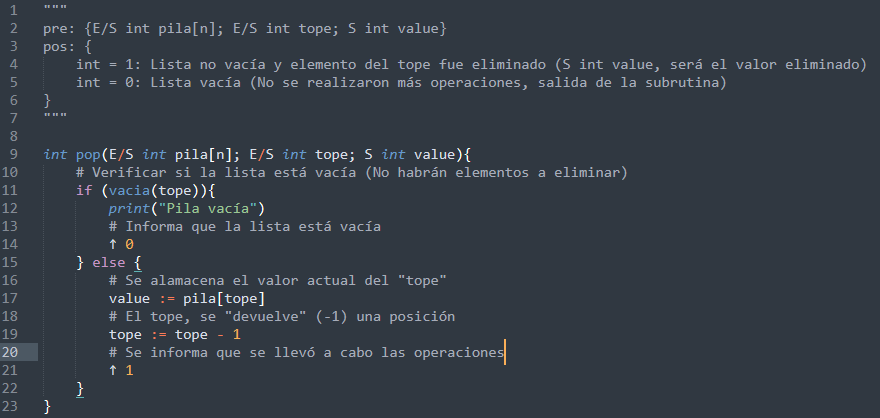 1 """
2 pre: {E/S int pila[n]; E/S int tope; S int value}
3 pos: {
4     int = 1: Lista no vacía y elemento del tope fue eliminado (S int value, será el valor eliminado)
5     int = 0: Lista vacía (No se realizaron más operaciones, salida de la subrutina)
6 }
7 """
8
9 int pop(E/S int pila[n]; E/S int tope; S int value){
10     # Verificar si la lista está vacía (No habrán elementos a eliminar)
11     if (vacia(tope)){
12         print("Pila vacía")
13         # Informa que la lista está vacía
14         ↑ 0
15     } else {
16         # Se alamacena el valor actual del "tope"
17         value := pila[tope]
18         # El tope, se "devuelve" (-1) una posición
19         tope := tope - 1
20         # Se informa que se llevó a cabo las operaciones
21         ↑ 1
22     }
23 }